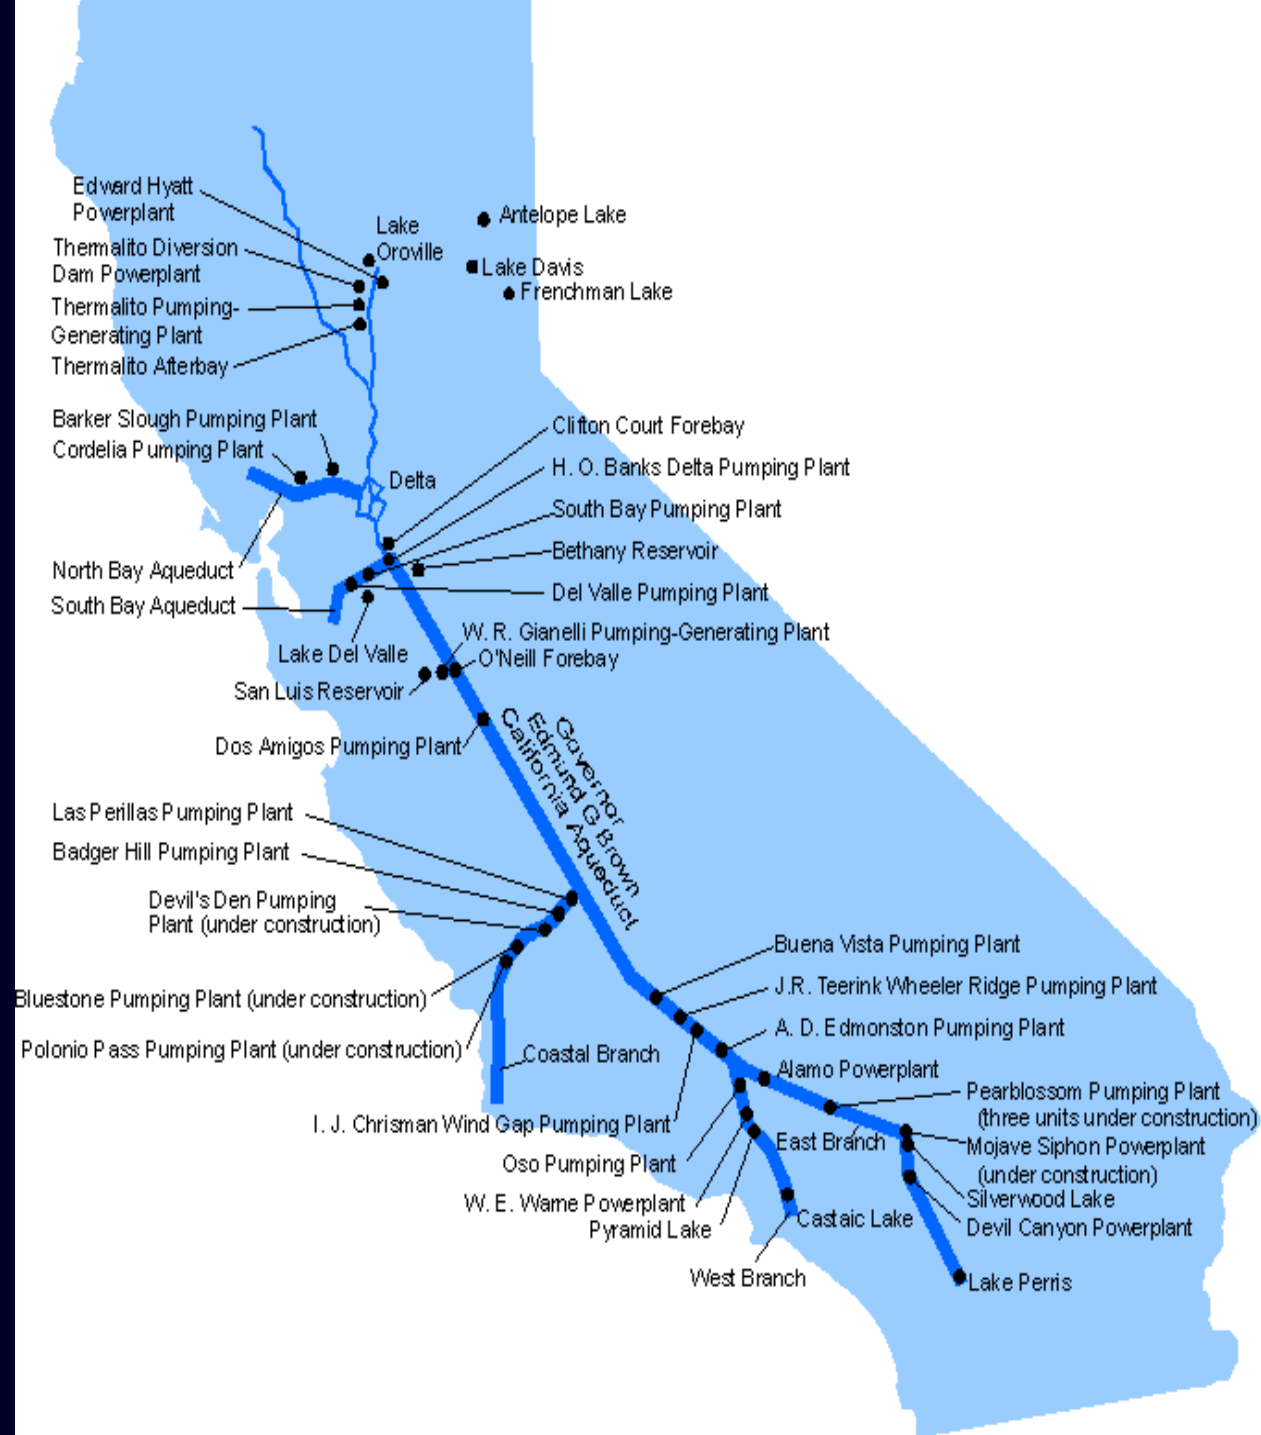 Edward Hyatt
Powerplant
Lake
Oroville
Antelope Lake
Thermalito Diversion
Dam Powerplant
Lake Davis
Frenchman Lake
Thermalito Pumping-
Generating Plant
Thermalito Afterbay
Barker Slough Pumping Plant
Cordelia Pumping Plant
Clifton Court Forebay
H. O. Banks Delta Pumping Plant
Delta
South Bay Pumping Plant
Bethany Reservoir
North Bay Aqueduct
Del Valle Pumping Plant
South Bay Aqueduct
W. R. Gianelli Pumping-Generating Plant
Lake Del Valle
O'Neill Forebay
San Luis Reservoir
Dos Amigos Pumping Plant
Governor
Edmund G Brown
California Aqueduct
Las Perillas Pumping Plant
Badger Hill Pumping Plant
Devil's Den Pumping
Plant (under construction)
Buena Vista Pumping Plant
J.R. Teerink Wheeler Ridge Pumping Plant
Bluestone Pumping Plant (under construction)
A. D. Edmonston Pumping Plant
Polonio Pass Pumping Plant (under construction)
Coastal Branch
Alamo Powerplant
Pearblossom Pumping Plant
(three units under construction)
I. J. Chrisman Wind Gap Pumping Plant
East Branch
Mojave Siphon Powerplant
(under construction)
Oso Pumping Plant
Silverwood Lake
W. E. Warne Powerplant
Castaic Lake
Devil Canyon Powerplant
Pyramid Lake
West Branch
Lake Perris